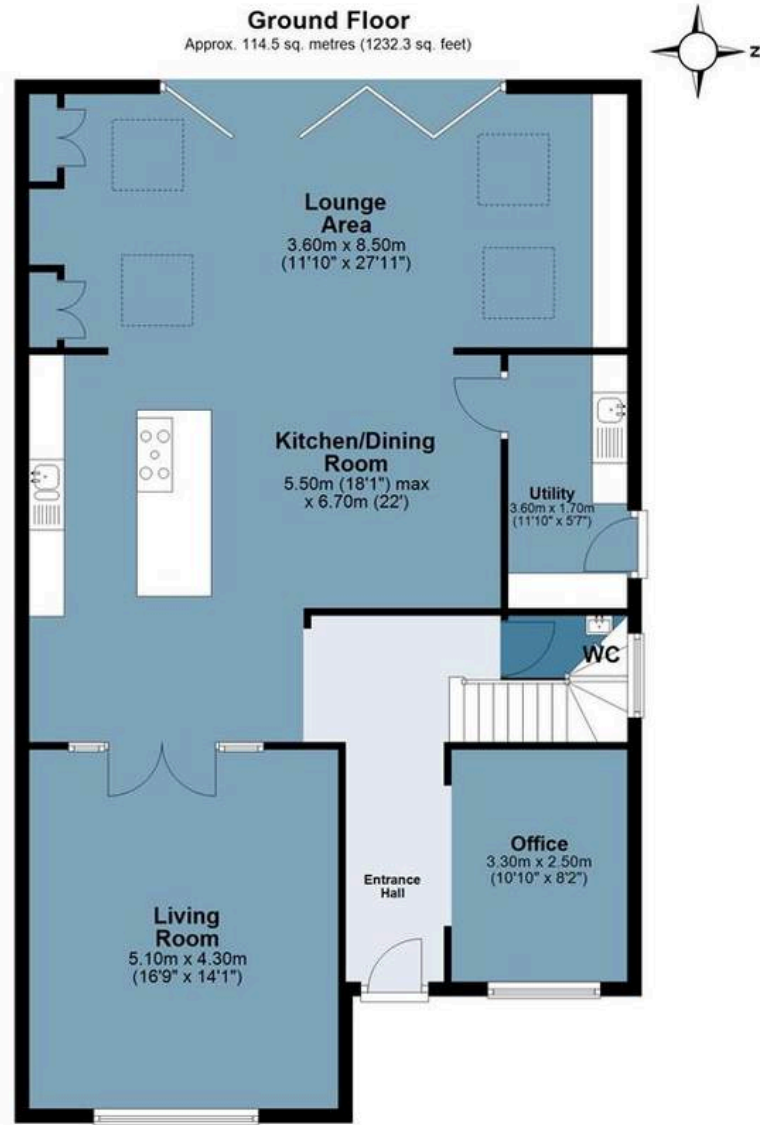 Ground Floor
Approx. 114.5 sq. metres (1232.3 sq. feet)
N
Lounge
Area
3.60m x 8.50m
(11'10" x 27'11")
Kitchen/Dining
Room
5.50m (18'1") max
x 6.70m (22')
Utility
3.60m x 1.70m
(11'10" x 5'7")
WC
Office
3.30m x 2.50m
(10'10" x 8'2")
Entrance
Hall
Living
Room
5.10m x 4.30m
(16'9" x 14'1")